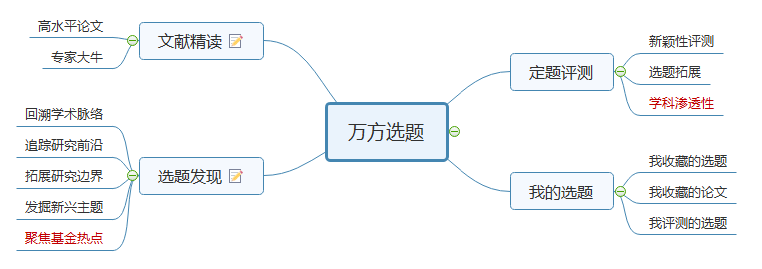 万方选题
文献精读
高水平论文
专家大牛
选题发现
回溯学术脉络
追踪研究前沿
拓展研究边界
发掘新兴主题
聚焦基金热点
定题评测
新颖性评测
选题拓展
学科渗透性
我的选题
我收藏的选题
我收藏的论文
我评测的选题